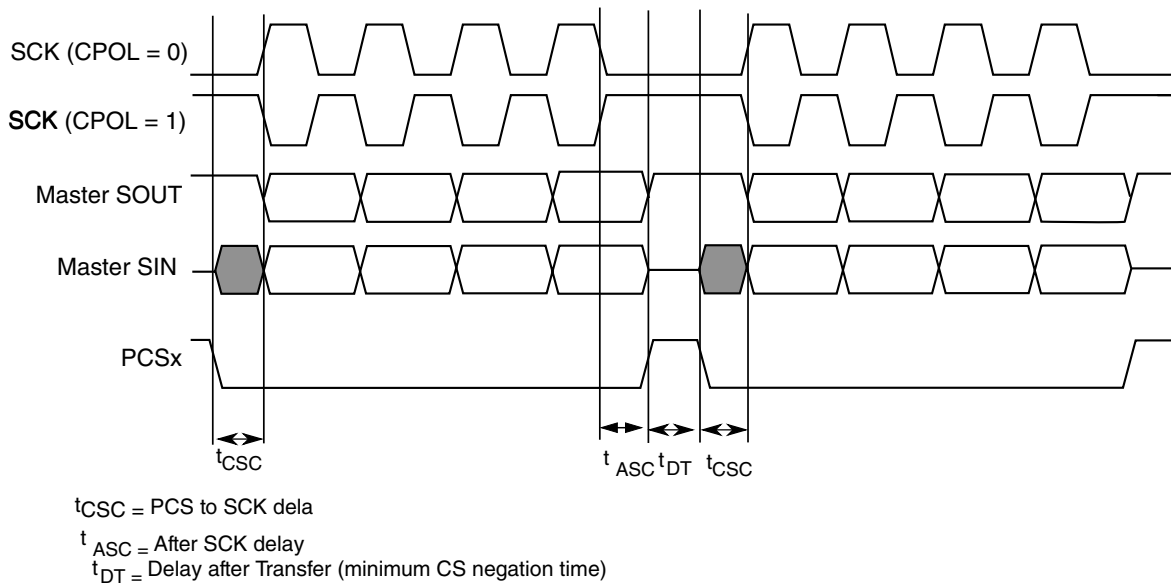 SCK (CPOL = 0)
SCK (CPOL = 1)
Master SOUT
Master SIN
PCSx
tCSC
t ASC
tDT
tCSC
tCSC = PCS to SCK dela
t ASC = After SCK delay
tDT = Delay after Transfer (minimum CS negation time)